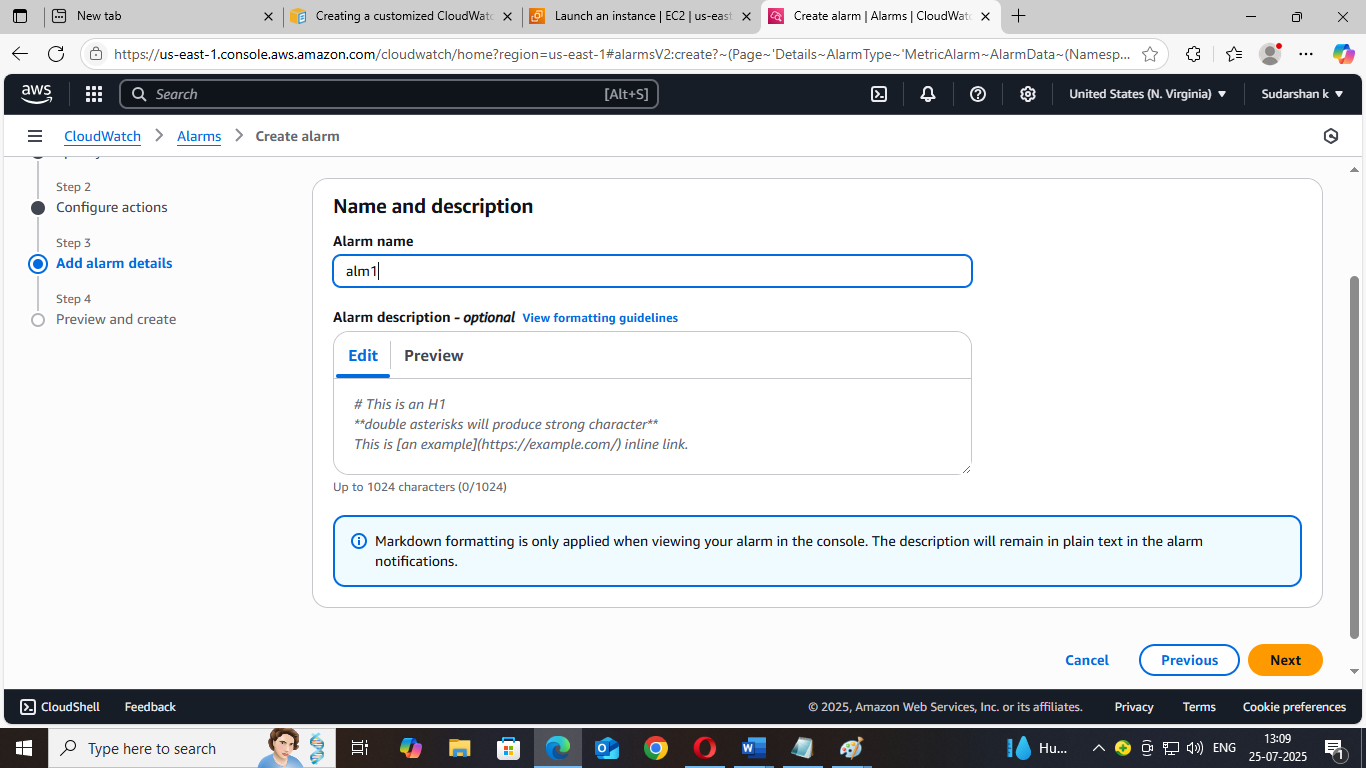 New tab
Creating a customized CloudWatc
Launch an instance | EC2 | us-east
Create alarm | Alarms | CloudWatc
https://us-east-1.console.aws.amazon.com/cloudwatch/home?region=us-east-1#alarmsV2:create?~(Page~'Details~AlarmType~'MetricAlarm~AlarmData~(Namesp...
aws
Search
[Alt+S]
United States (N. Virginia)
Sudarshan k
CloudWatch
Alarms
Create alarm
Step 2
Configure actions
Step 3
Add alarm details
Step 4
Preview and create
Name and description
Alarm name
alm1
Alarm description - optional View formatting guidelines
Edit
Preview
# This is an H1
**double asterisks will produce strong character**
This is [an example](https://example.com/) inline link.
Up to 1024 characters (0/1024)
Markdown formatting is only applied when viewing your alarm in the console. The description will remain in plain text in the alarm
notifications.
Cancel
Previous
Next
CloudShell
Feedback
© 2025, Amazon Web Services, Inc. or its affiliates.
Privacy
Terms
Cookie preferences
Type here to search
Hu...
ENG
13:09
25-07-2025
1